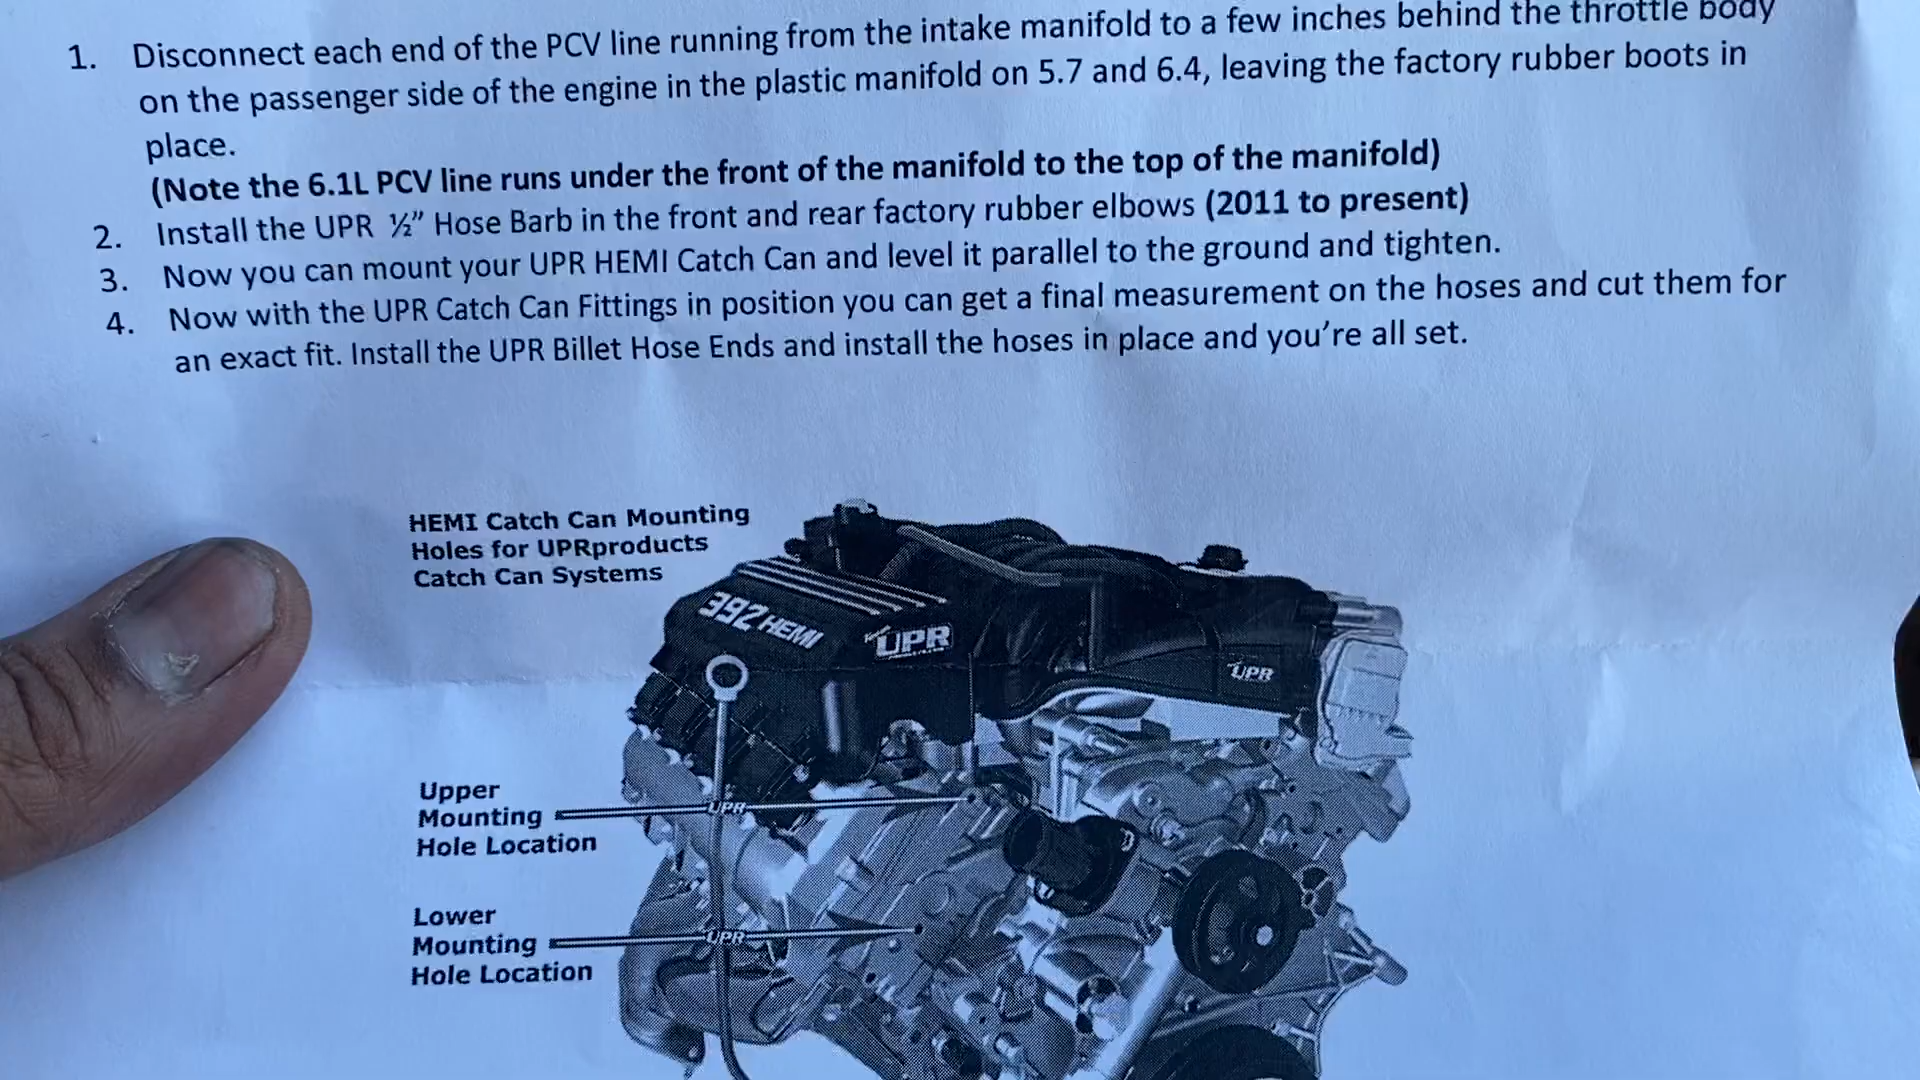 1. Disconnect each end of the PCV line running from the intake manifold to a few inches behind the throttle body
on the passenger side of the engine in the plastic manifold on 5.7 and 6.4, leaving the factory rubber boots in
place.
(Note the 6.1L PCV line runs under the front of the manifold to the top of the manifold)
2. Install the UPR ½” Hose Barb in the front and rear factory rubber elbows (2011 to present)
3. Now you can mount your UPR HEMI Catch Can and level it parallel to the ground and tighten.
4. Now with the UPR Catch Can Fittings in position you can get a final measurement on the hoses and cut them for
an exact fit. Install the UPR Billet Hose Ends and install the hoses in place and you’re all set.
HEMI Catch Can Mounting
Holes for UPRproducts
Catch Can Systems
392 HEMI
UPR
UPR
Upper
Mounting
Hole Location
UPR
Lower
Mounting
Hole Location
UPR